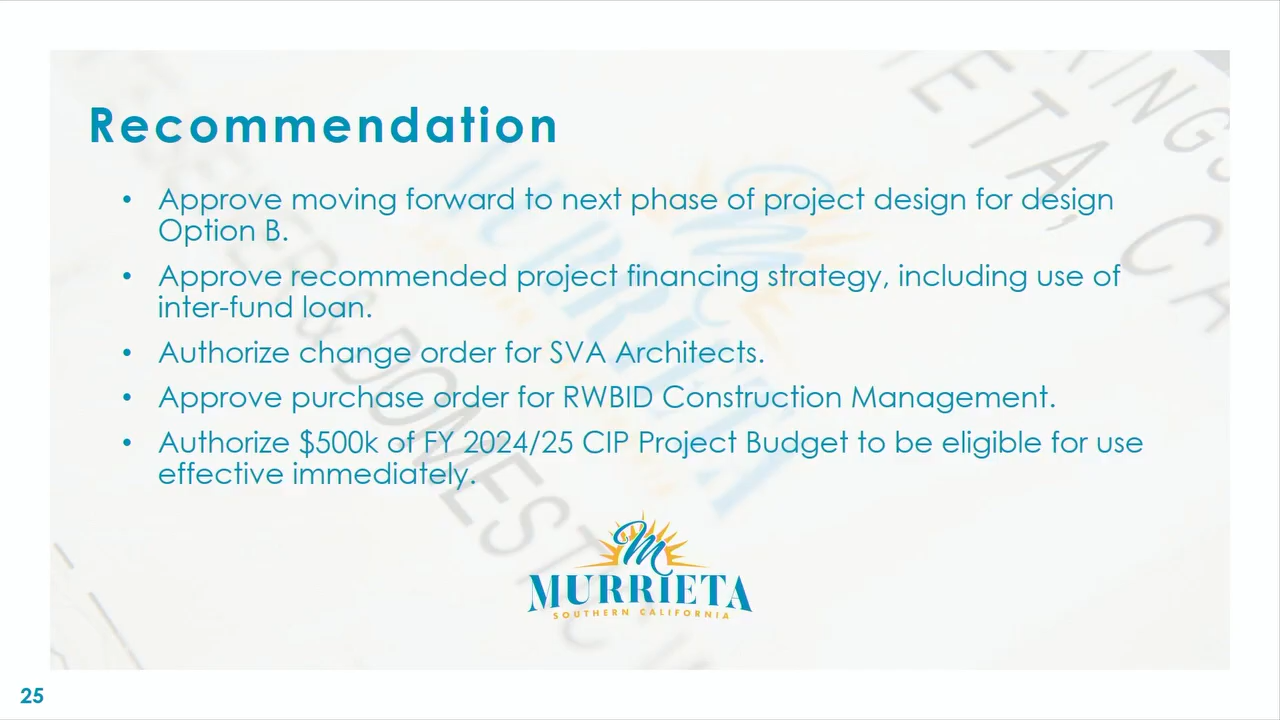 Recommendation
• Approve moving forward to next phase of project design for design
Option B.
• Approve recommended project financing strategy, including use of
inter-fund loan.
• Authorize change order for SVA Architects.
• Approve purchase order for RWBID Construction Management.
• Authorize $500k of FY 2024/25 CIP Project Budget to be eligible for use
effective immediately.
M
MURRIETA
SOUTHERN CALIFORNIA
25